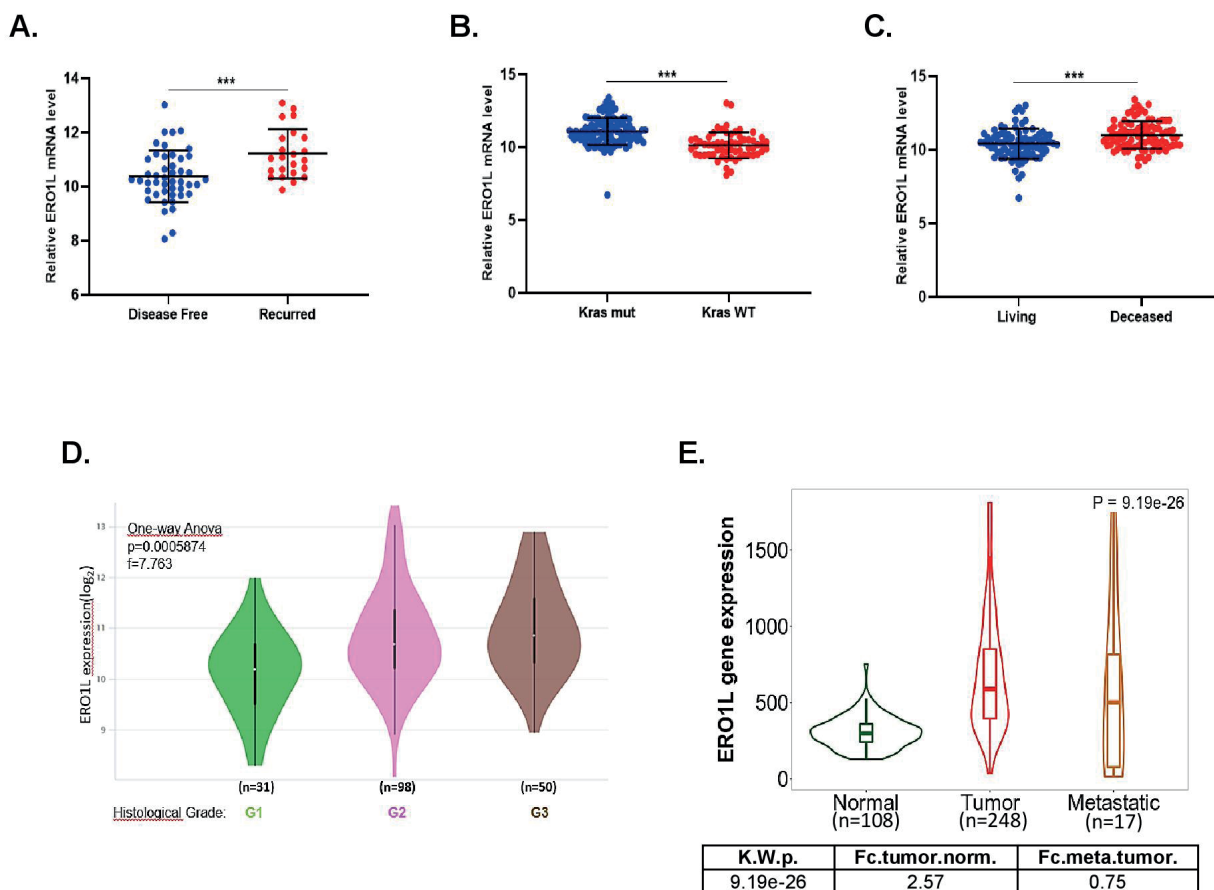 A.
Relative ERO1L mRNA level
14
12
10
8
6
***
Disease Free
Recurred
B.
Relative ERO1L mRNA level
15
10
5
0
***
Kras mut
Kras WT
C.
Relative ERO1L mRNA level
15
10
5
0
***
Living
Deceased
D.
ERO1L expression(log2)
13
12
11
10
9
One-way Anova
p=0.0005874
f=7.763
(n=31)
(n=98)
(n=50)
Histological Grade: G1 G2 G3
E.
ERO1L gene expression
1500
1000
500
0
P = 9.19e-26
Normal Tumor Metastatic
(n=108) (n=248) (n=17)
K.W.p. Fc.tumor.norm. Fc.meta.tumor.
9.19e-26 2.57 0.75